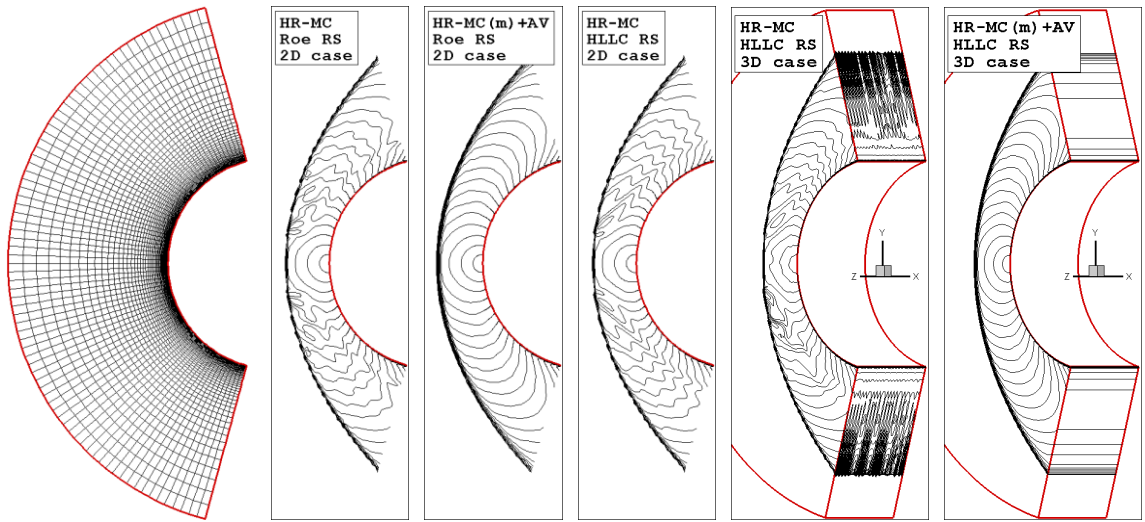 HR-MC
Roe RS
2D case
HR-MC(m)+AV
Roe RS
2D case
HR-MC
HLLC RS
2D case
HR-MC
HLLC RS
3D case
HR-MC(m)+AV
HLLC RS
3D case
Y
Z X
Y
Z X